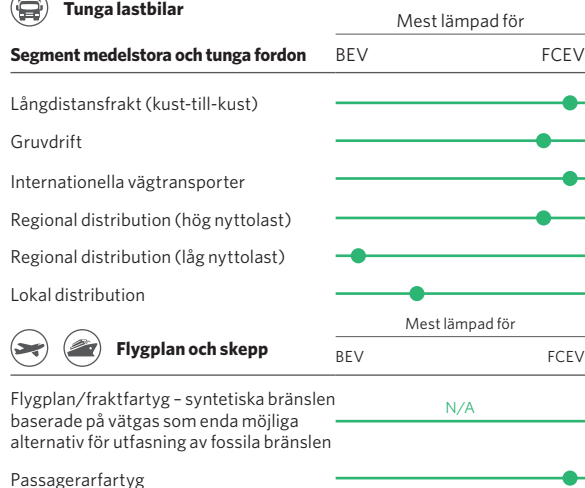 Tunga lastbilar
Mest lämpad för
Segment medelstora och tunga fordon BEV FCEV
Långdistansfrakt (kust-till-kust)
Gruvdrift
Internationella vägtransporter
Regional distribution (hög nyttolast)
Regional distribution (låg nyttolast)
Lokal distribution
Mest lämpad för
Flygplan och skepp BEV FCEV
Flygplan/fraktfartyg – syntetiska bränslen
N/A
baserade på vätgas som enda möjliga
alternativ för utfasning av fossila bränslen
Passagerarfartyg